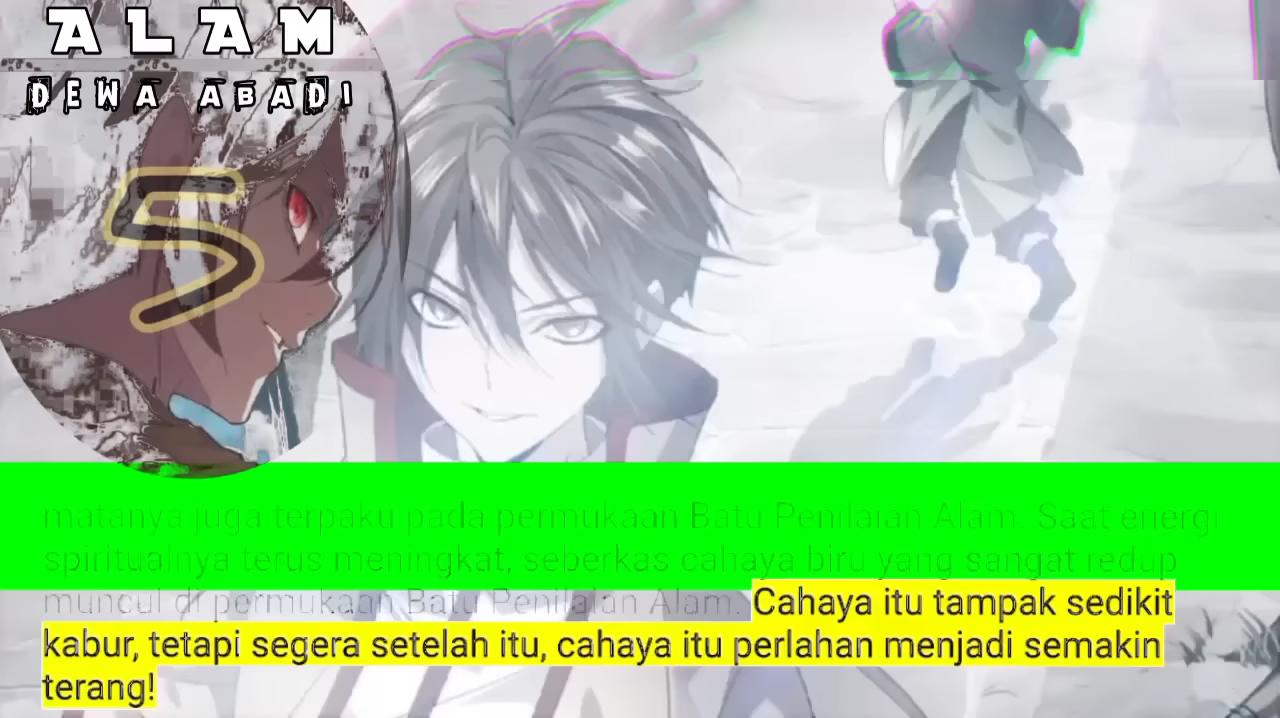 ALAM
DEWA ABADI
5
matanya juga terpaku pada permukaan Batu Penilaian Alam. Saat energi
spiritualnya terus meningkat, seberkas cahaya biru yang sangat redup
muncul di permukaan Batu Penilaian Alam. Cahaya itu tampak sedikit
kabur, tetapi segera setelah itu, cahaya itu perlahan menjadi semakin
terang!